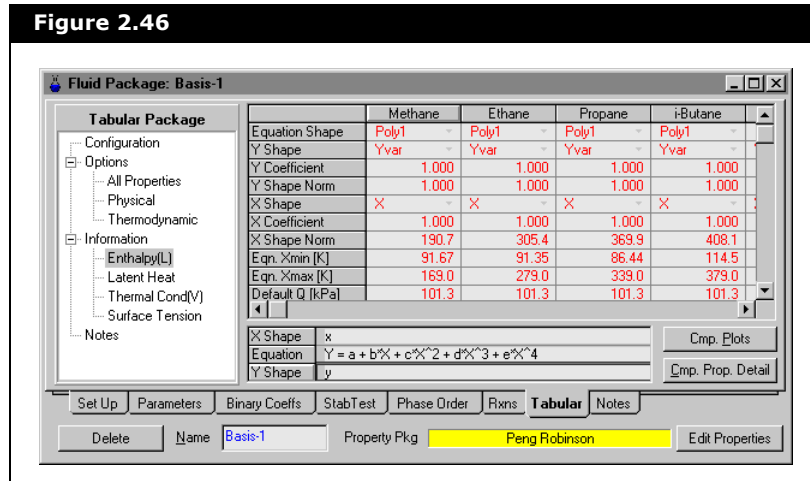 Figure 2.46
Fluid Package: Basis-1
Tabular Package
Configuration
Options
All Properties
Physical
Thermodynamic
Information
Enthalpy(L)
Latent Heat
Thermal Cond(V)
Surface Tension
Notes
Methane Ethane Propane i-Butane
Equation Shape Poly1 Poly1 Poly1 Poly1
Y Shape Yvar Yvar Yvar Yvar
Y Coefficient 1.000 1.000 1.000 1.000
Y Shape Norm 1.000 1.000 1.000 1.000
X Shape X X X X
X Coefficient 1.000 1.000 1.000 1.000
X Shape Norm 190.7 305.4 369.9 408.1
Eqn. Xmin [K] 91.67 91.35 86.44 114.5
Eqn. Xmax [K] 169.0 279.0 339.0 379.0
Default Q [kPa] 101.3 101.3 101.3 101.3
X Shape x
Equation Y = a + b*X + c*X^2 + d*X^3 + e*X^4
Y Shape y
Cmp. Plots
Cmp. Prop. Detail
Set Up Parameters Binary Coeffs StabTest Phase Order Rxns Tabular Notes
Delete Name Basis-1 Property Pkg Peng Robinson Edit Properties